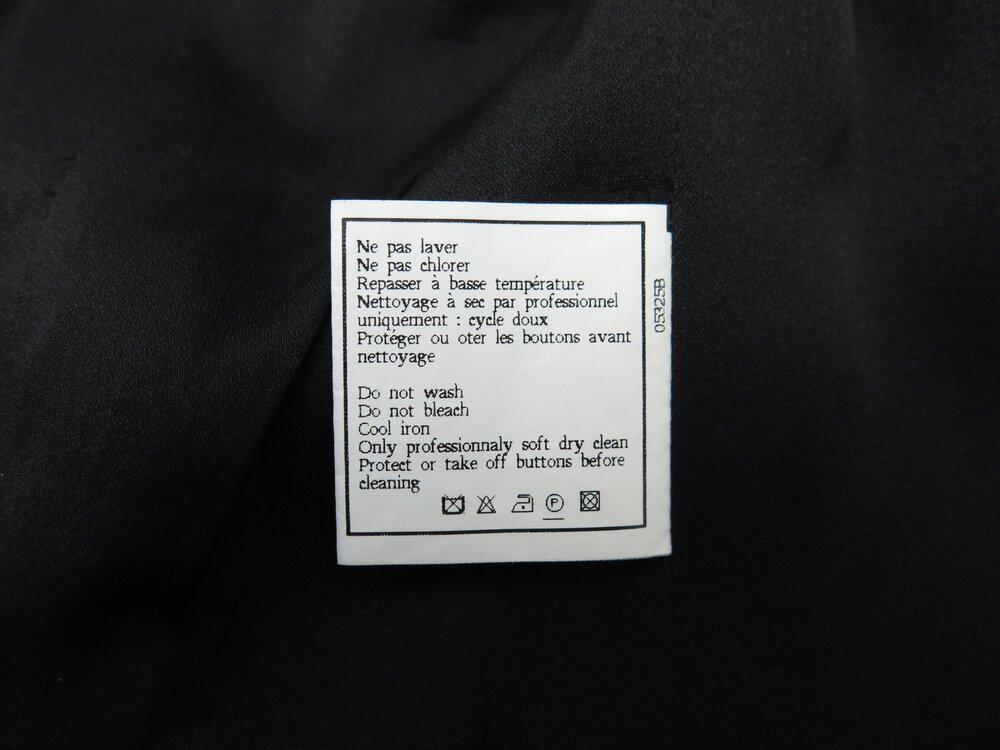 Ne pas laver
Ne pas chlorer
Repasser à basse température
Nettoyage à sec par professionnel
uniquement : cycle doux
Protéger ou oter les boutons avant
nettoyage
Do not wash
Do not bleach
Cool iron
Only professionnaly soft dry clean
Protect or take off buttons before
cleaning
P
05325B